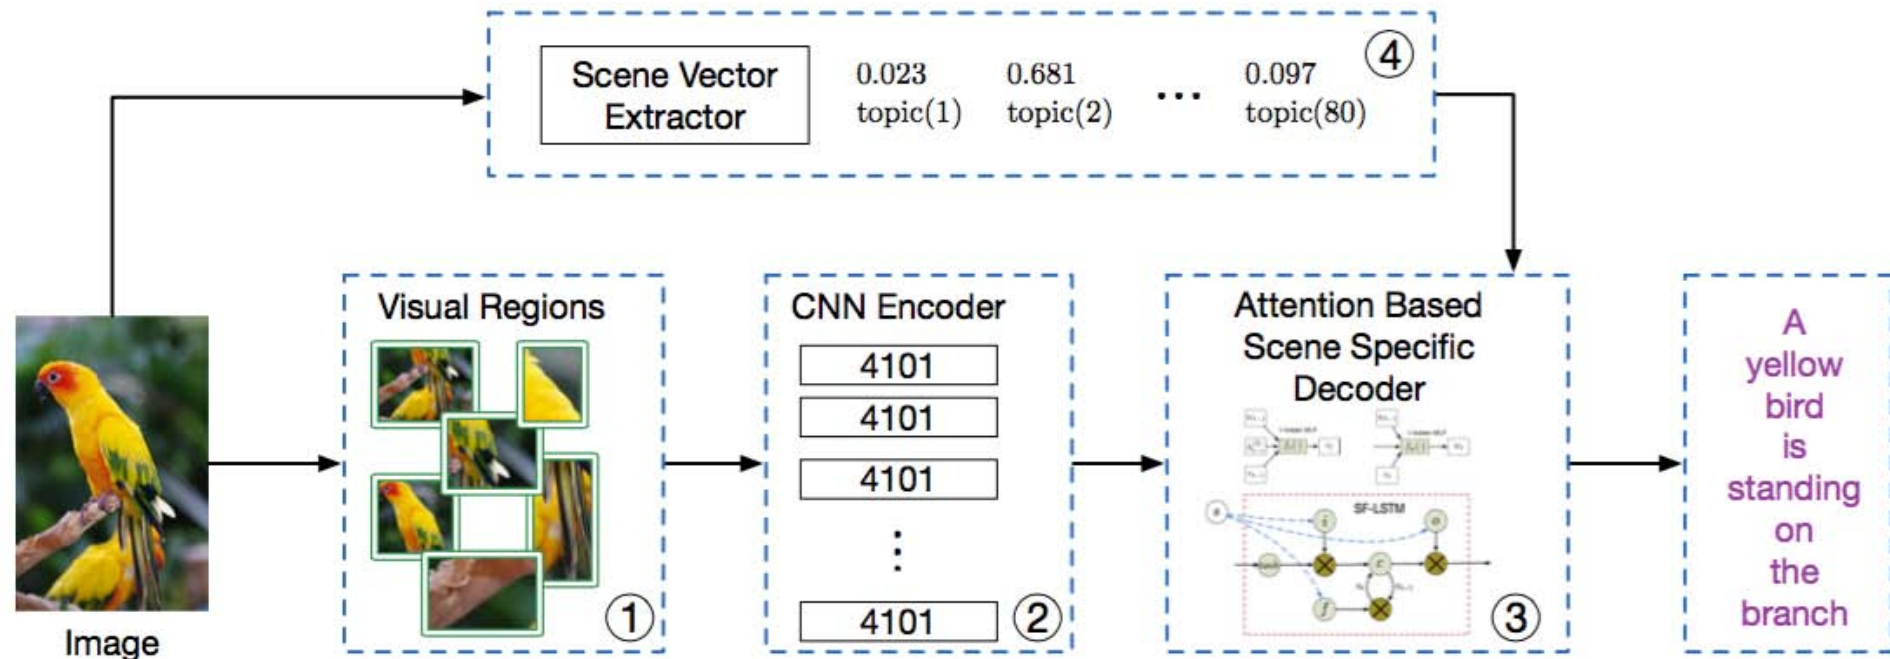 Scene Vector
Extractor
0.023
topic(1)
0.681
topic(2)
...
0.097
topic(80)
④
Image
Visual Regions
①
CNN Encoder
4101
4101
4101
⋮
4101
②
Attention Based
Scene Specific
Decoder
SF-LSTM
i
o
c
f
③
A
yellow
bird
is
standing
on
the
branch